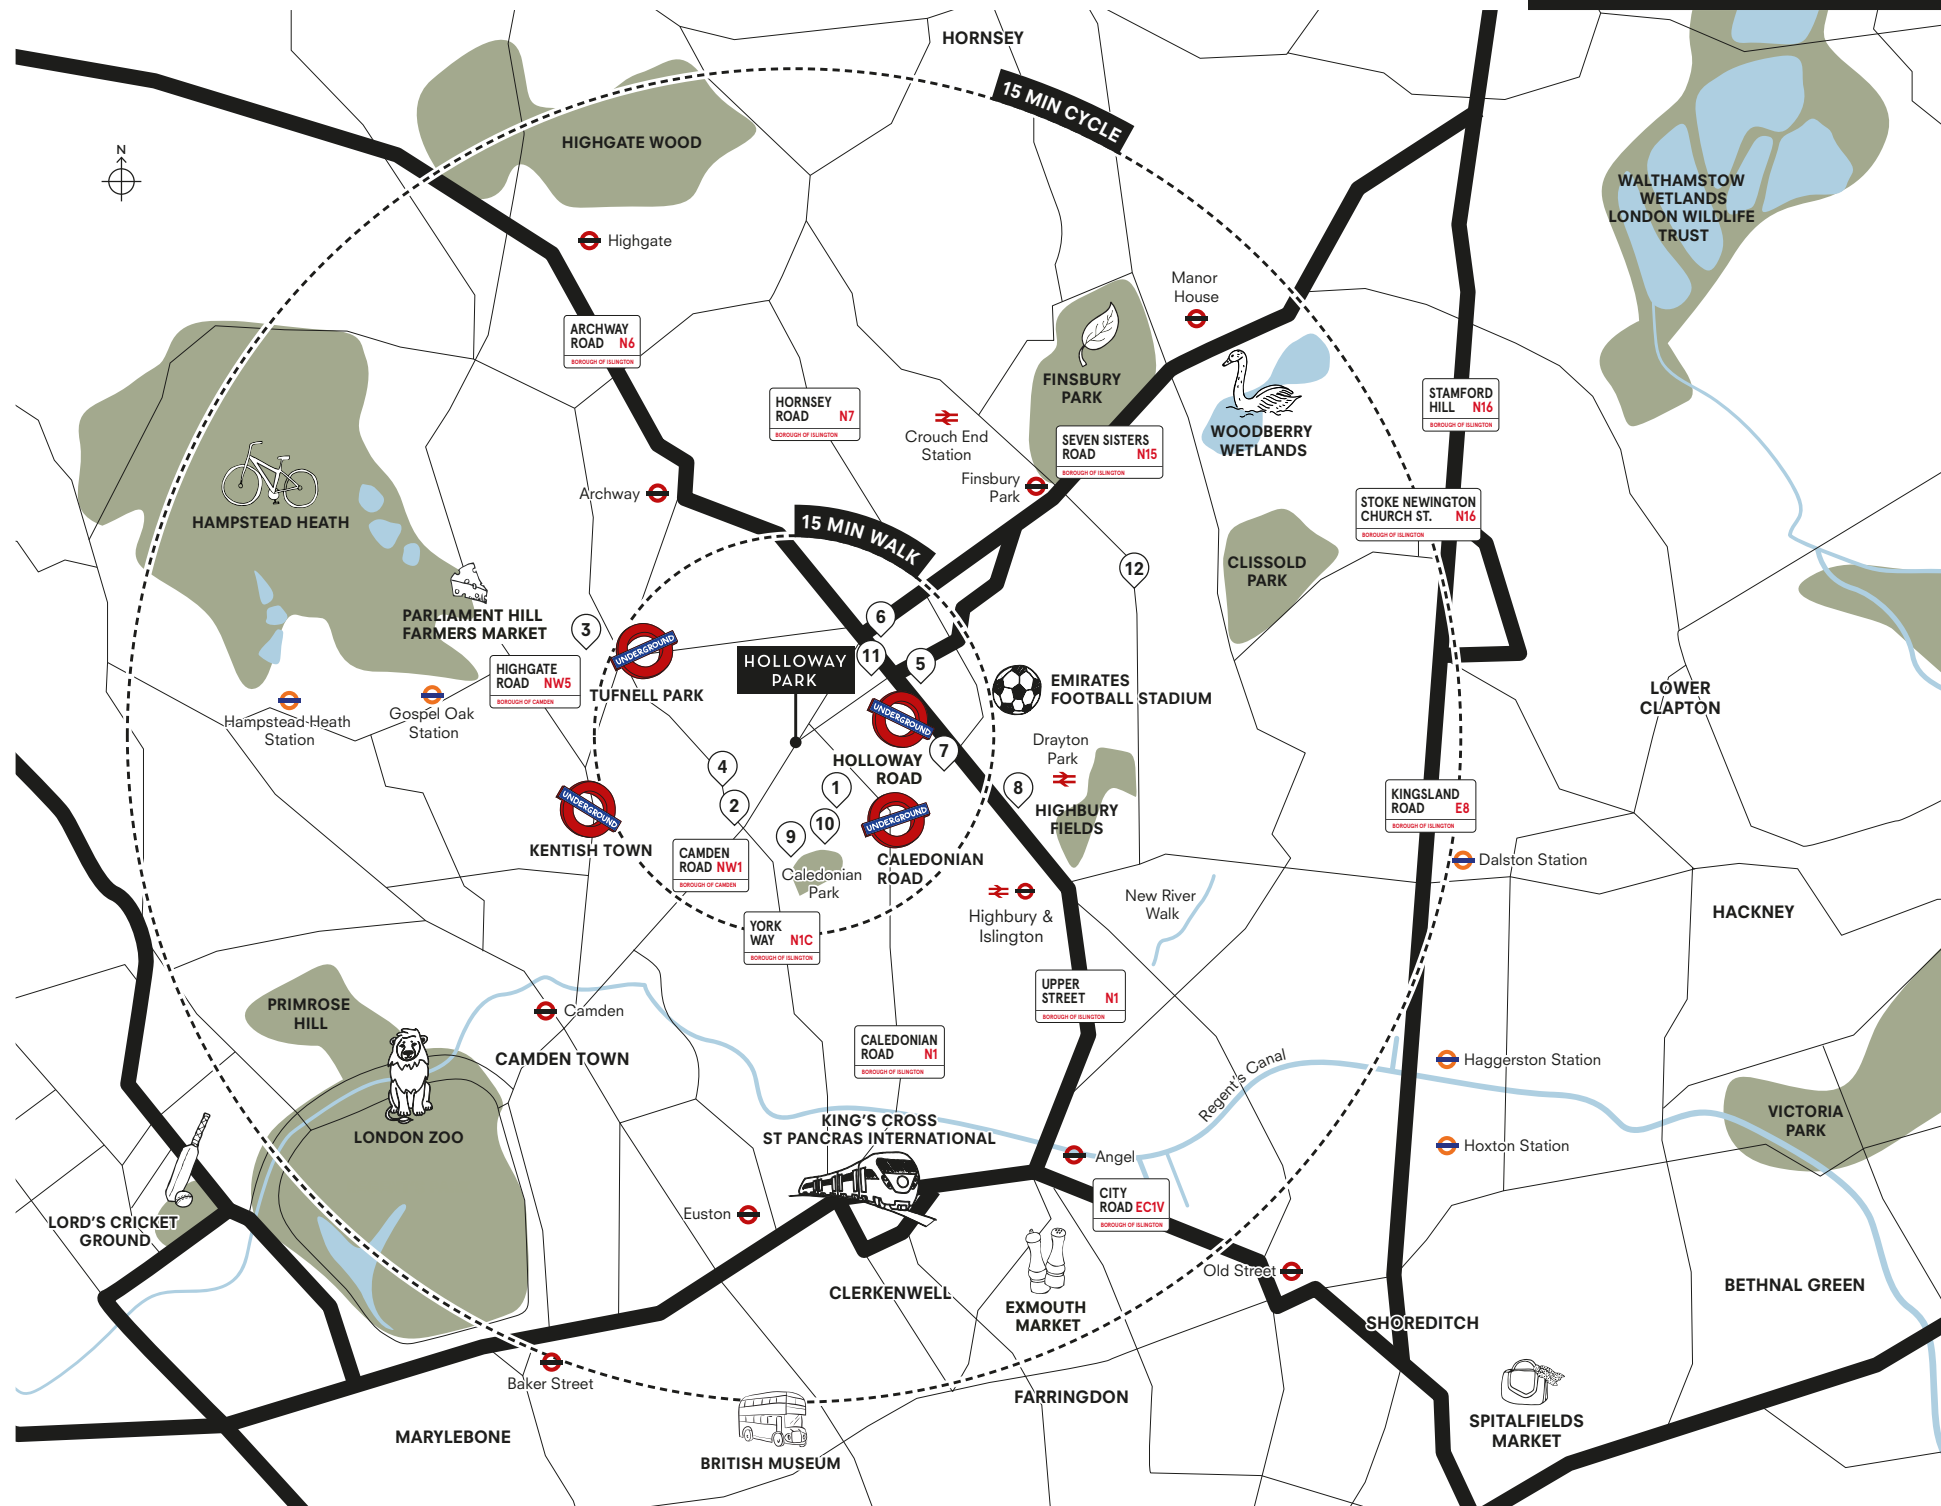 HORNSEY
15 MIN CYCLE
N
HIGHGATE WOOD
WALTHAMSTOW
WETLANDS
LONDON WILDLIFE
TRUST
Highgate
Manor
House
ARCHWAY
ROAD N6
BOROUGH OF ISLINGTON
FINSBURY
PARK
HORNSEY
ROAD N7
BOROUGH OF ISLINGTON
STAMFORD
HILL N16
BOROUGH OF ISLINGTON
Crouch End
Station
SEVEN SISTERS
ROAD N15
BOROUGH OF ISLINGTON
WOODBERRY
WETLANDS
Finsbury
Park
Archway
HAMPSTEAD HEATH
STOKE NEWINGTON
CHURCH ST. N16
BOROUGH OF ISLINGTON
15 MIN WALK
CLISSOLD
PARK
12
PARLIAMENT HILL
FARMERS MARKET
3
6
UNDERGROUND
TUFNELL PARK
HOLLOWAY
PARK
11
5
HIGHGATE
ROAD NW5
BOROUGH OF CAMDEN
EMIRATES
FOOTBALL STADIUM
LOWER
CLAPTON
Hampstead Heath
Station
Gospel Oak
Station
UNDERGROUND
HOLLOWAY
ROAD
7
Drayton
Park
4
2
1
10
9
8
HIGHBURY
FIELDS
KINGSLAND
ROAD E8
BOROUGH OF ISLINGTON
UNDERGROUND
KENTISH TOWN
UNDERGROUND
CALEDONIAN
ROAD
CAMDEN
ROAD NW1
BOROUGH OF CAMDEN
Caledonian
Park
Dalston Station
Highbury &
Islington
New River
Walk
HACKNEY
YORK
WAY N1C
BOROUGH OF ISLINGTON
UPPER
STREET N1
BOROUGH OF ISLINGTON
PRIMROSE
HILL
Camden
CAMDEN TOWN
CALEDONIAN
ROAD N1
BOROUGH OF ISLINGTON
Regent's Canal
Haggerston Station
LONDON ZOO
KING'S CROSS
ST PANCRAS INTERNATIONAL
VICTORIA
PARK
Angel
Hoxton Station
CITY
ROAD EC1V
BOROUGH OF ISLINGTON
LORD'S CRICKET
GROUND
Euston
Old Street
CLERKENWELL
EXMOUTH
MARKET
BETHNAL GREEN
SHOREDITCH
Baker Street
FARRINGDON
SPITALFIELDS
MARKET
MARYLEBONE
BRITISH MUSEUM